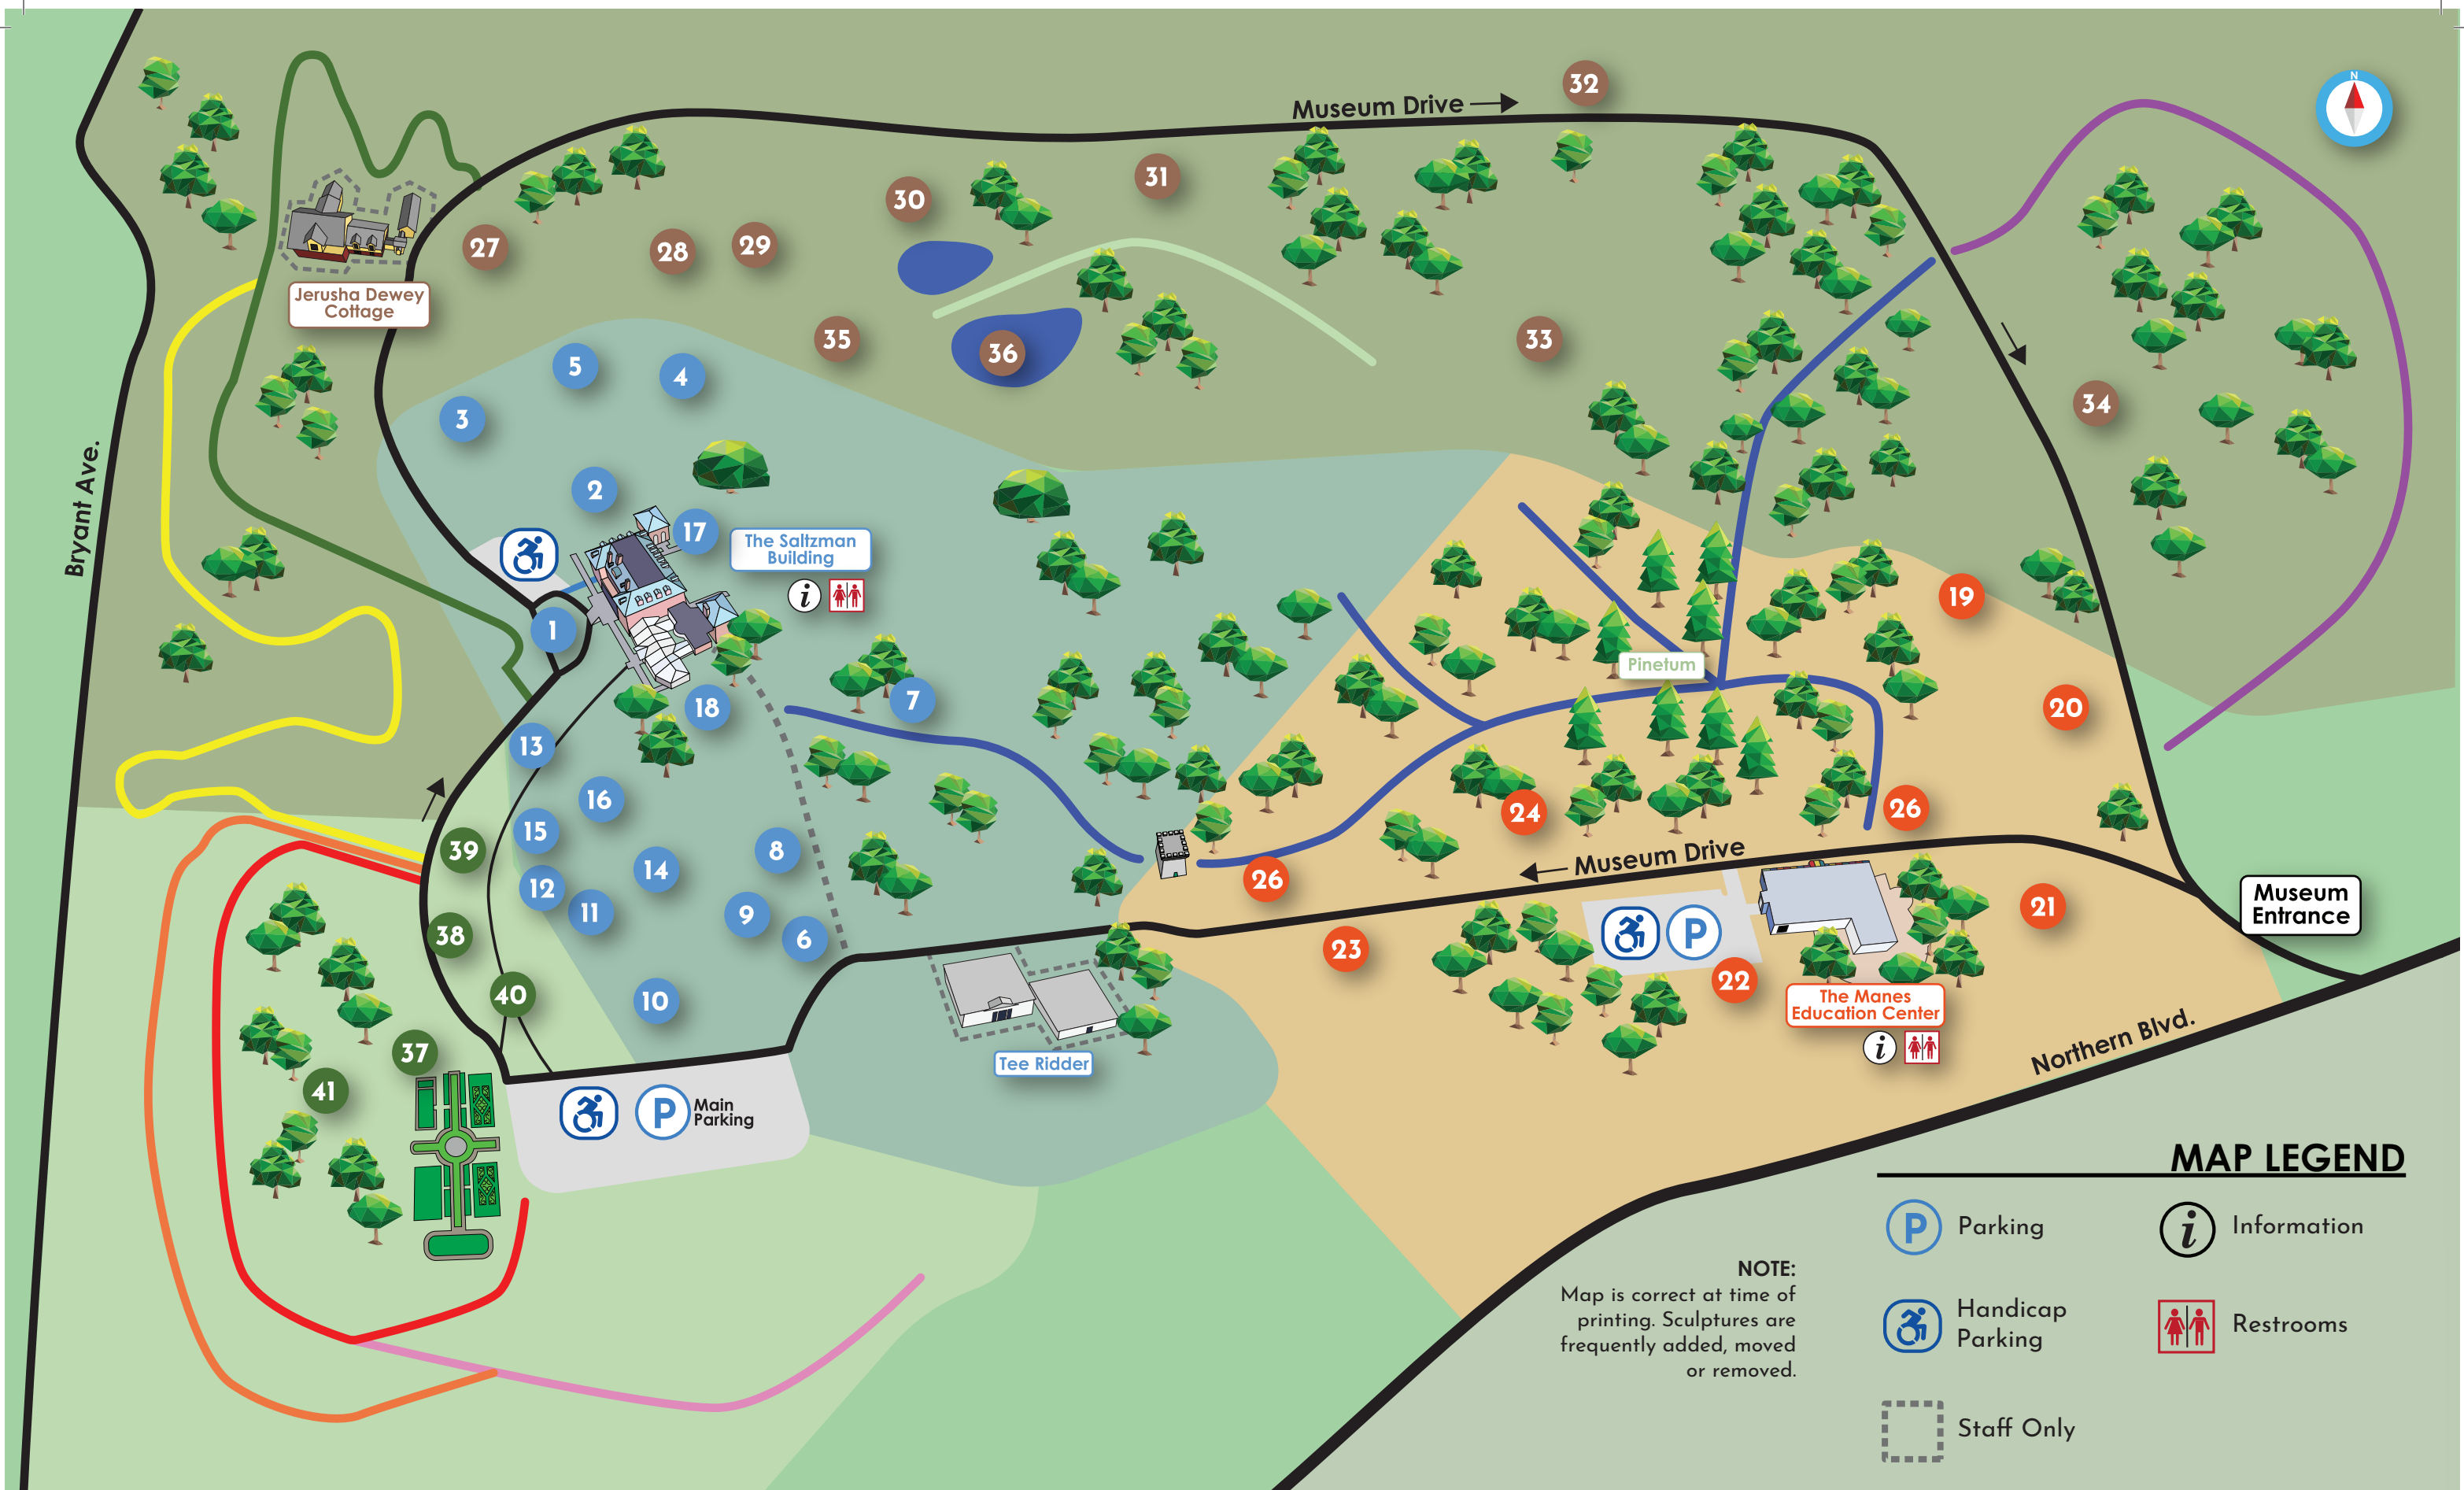 N
32
Museum Drive
31
30
27
28
29
Jerusha Dewey
Cottage
35
36
33
34
5
4
3
2
17
The Saltzman
Building
i
Bryant Ave.
1
19
Pinetum
7
18
20
13
16
15
24
26
39
8
14
12
11
9
6
38
26
Museum Drive
23
P
22
21
Museum
Entrance
40
10
37
41
The Manes
Education Center
i
Tee Ridder
Northern Blvd.
P
Main
Parking
MAP LEGEND
P
Parking
i
Information
Handicap
Parking
Restrooms
Staff Only
NOTE:
Map is correct at time of
printing. Sculptures are
frequently added, moved
or removed.